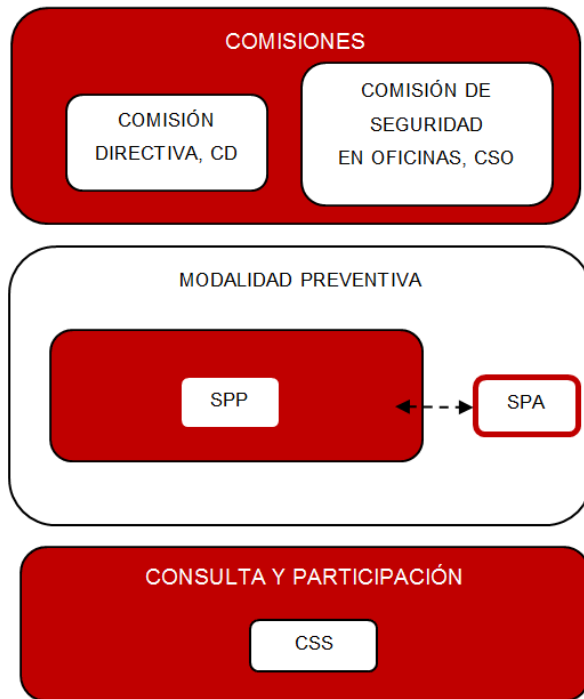 COMISIONES
COMISIÓN
DIRECTIVA, CD
COMISIÓN DE
SEGURIDAD
EN OFICINAS, CSO
MODALIDAD PREVENTIVA
SPP
SPA
CONSULTA Y PARTICIPACIÓN
CSS